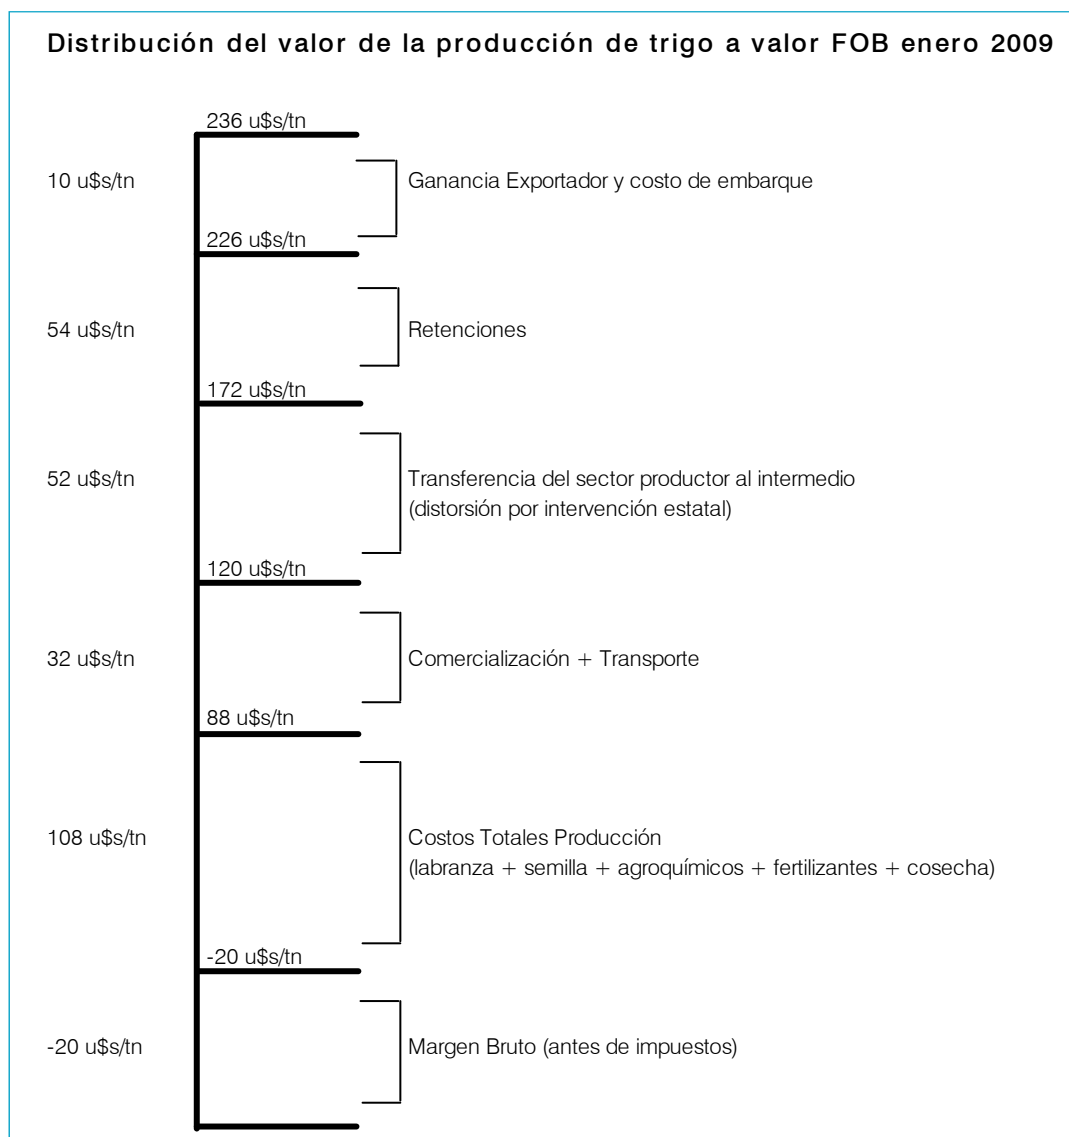 Distribución del valor de la producción de trigo a valor FOB enero 2009
236 u$s/tn
10 u$s/tn
Ganancia Exportador y costo de embarque
226 u$s/tn
54 u$s/tn
Retenciones
172 u$s/tn
52 u$s/tn
Transferencia del sector productor al intermedio
(distorsión por intervención estatal)
120 u$s/tn
32 u$s/tn
Comercialización + Transporte
88 u$s/tn
108 u$s/tn
Costos Totales Producción
(labranza + semilla + agroquímicos + fertilizantes + cosecha)
-20 u$s/tn
-20 u$s/tn
Margen Bruto (antes de impuestos)